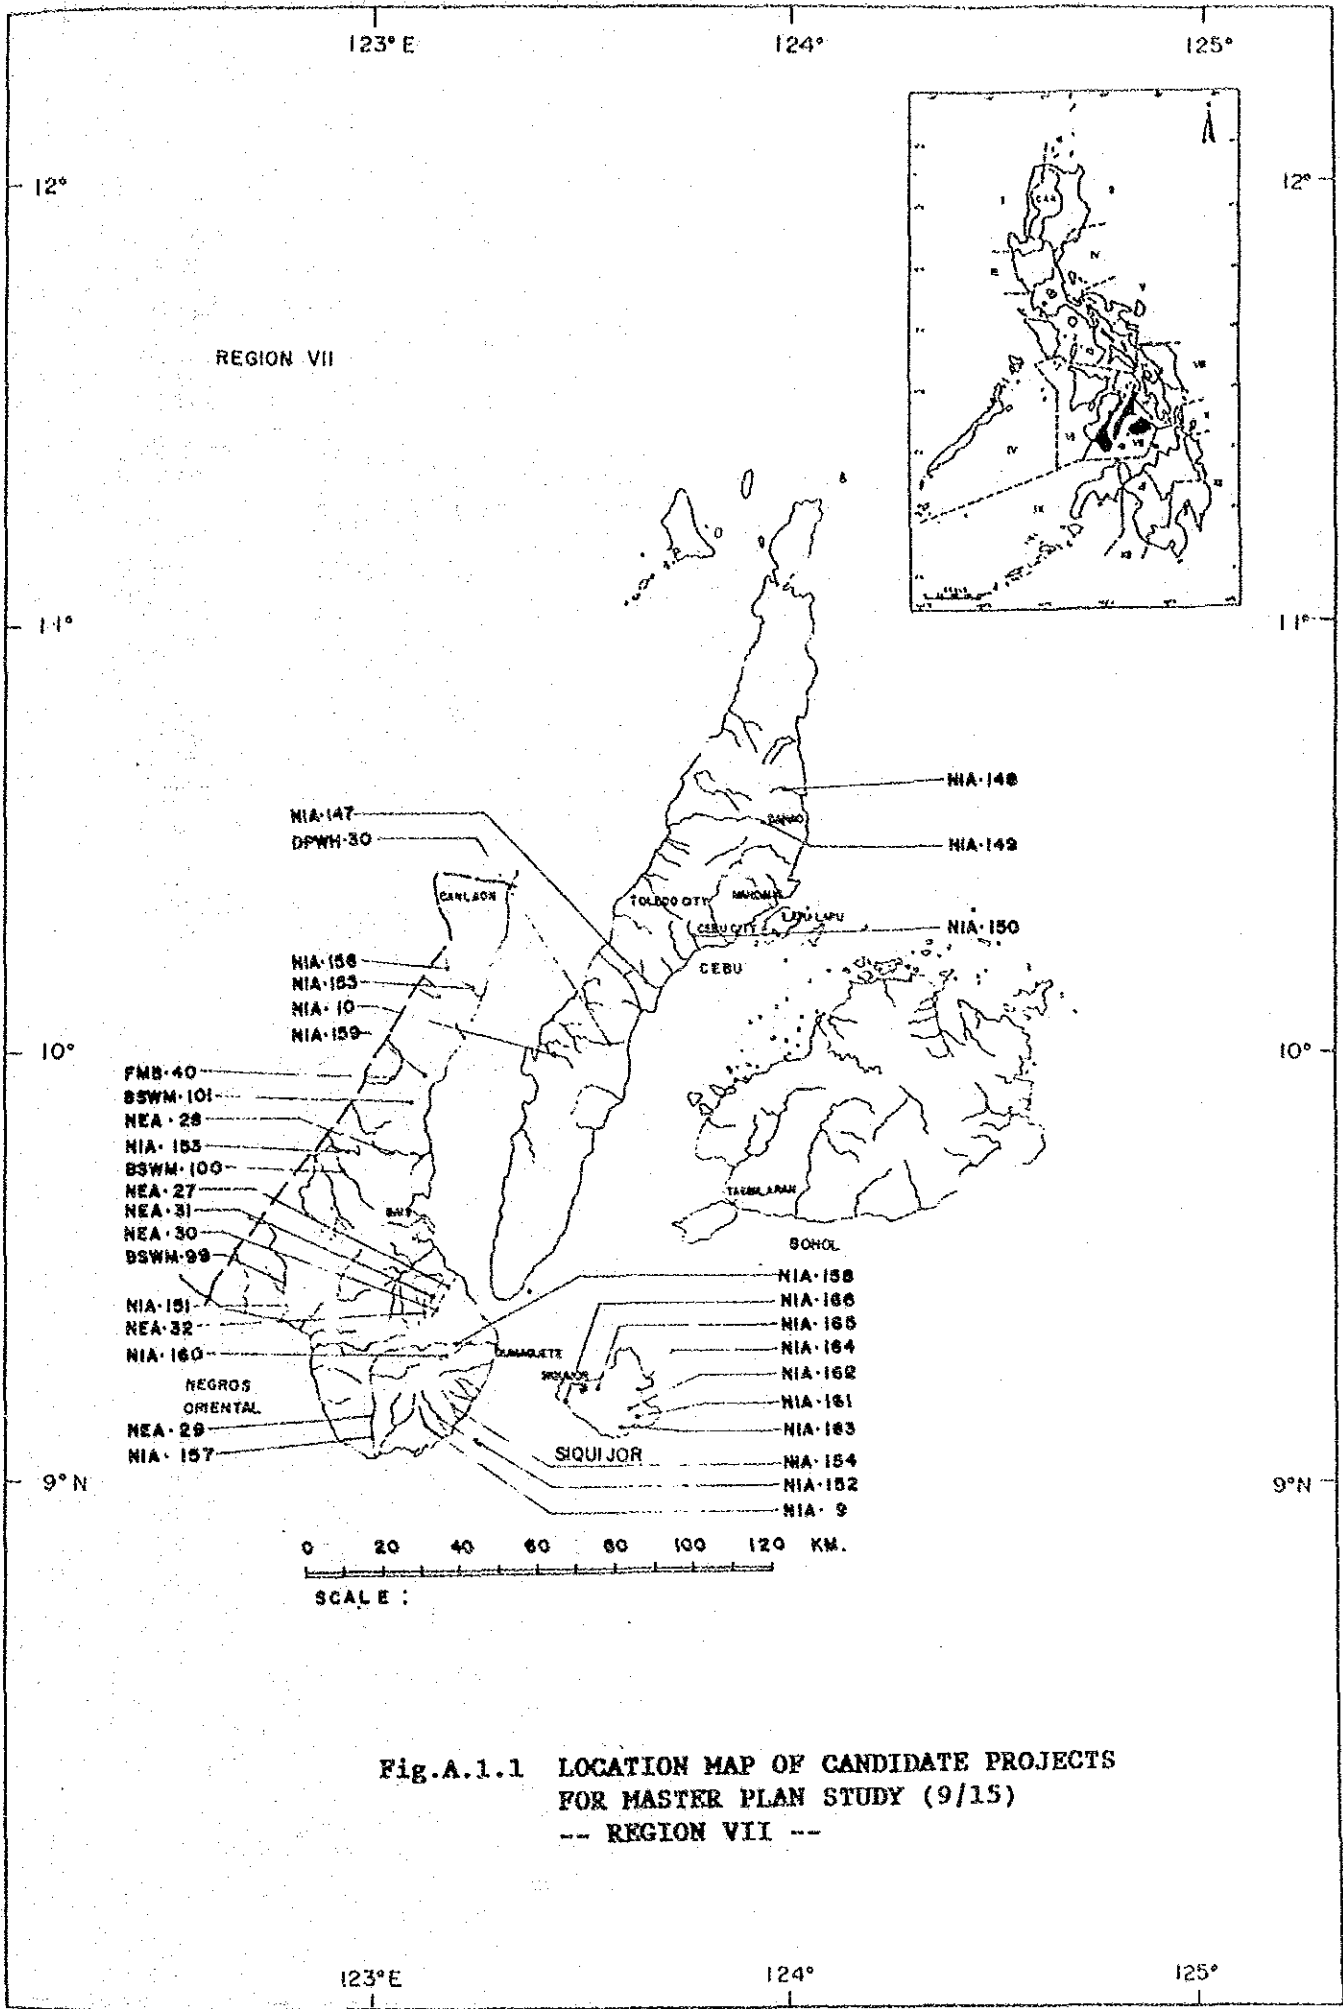 123° E
124°
125°
12°
12°
REGION VII
CAR
IV
IV
11°
11°
NIA·147
DPWH·30
NIA·148
NIA·149
CANLAON
TOLEDO CITY
CEBU CITY
NIA·150
CEBU
NIA·156
NIA·10
NIA·159
10°
10°
FMB·40
BSWM·101
NEA·28
BSWM·100
NEA·27
NEA·31
NEA·30
BSWM·99
BOHOL
NIA·151
NEA·32
NIA·160
NIA·158
NIA·166
NIA·165
NIA·164
NIA·162
NIA·161
NIA·163
NIA·154
NIA·152
NIA·9
DUMAGUETE
NEGROS
ORIENTAL
NEA·29
NIA·157
SIQUIJOR
9° N
9° N
0 20 40 60 80 100 120 KM.
SCALE :
Fig.A.1.1 LOCATION MAP OF CANDIDATE PROJECTS
FOR MASTER PLAN STUDY (9/15)
-- REGION VII --
123° E
124°
125°